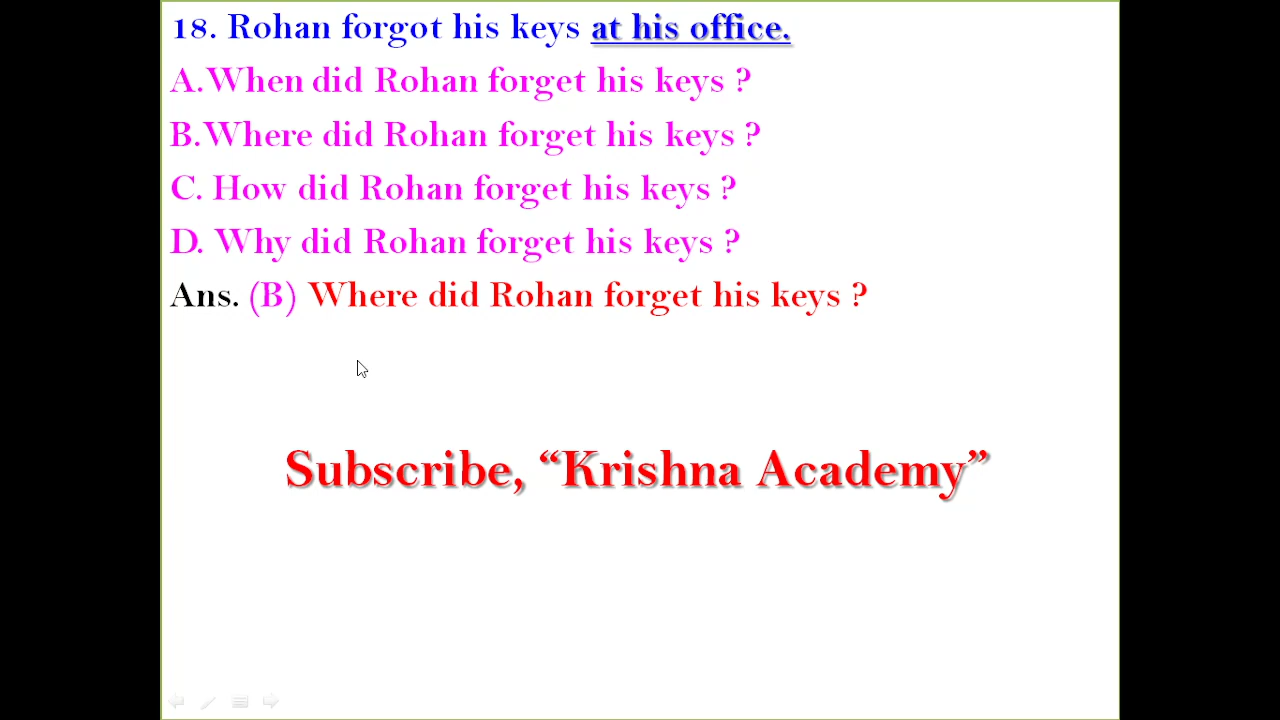 18. Rohan forgot his keys at his office.
A.When did Rohan forget his keys ?
B.Where did Rohan forget his keys ?
C. How did Rohan forget his keys ?
D. Why did Rohan forget his keys ?
Ans. (B) Where did Rohan forget his keys ?
Subscribe, “Krishna Academy”